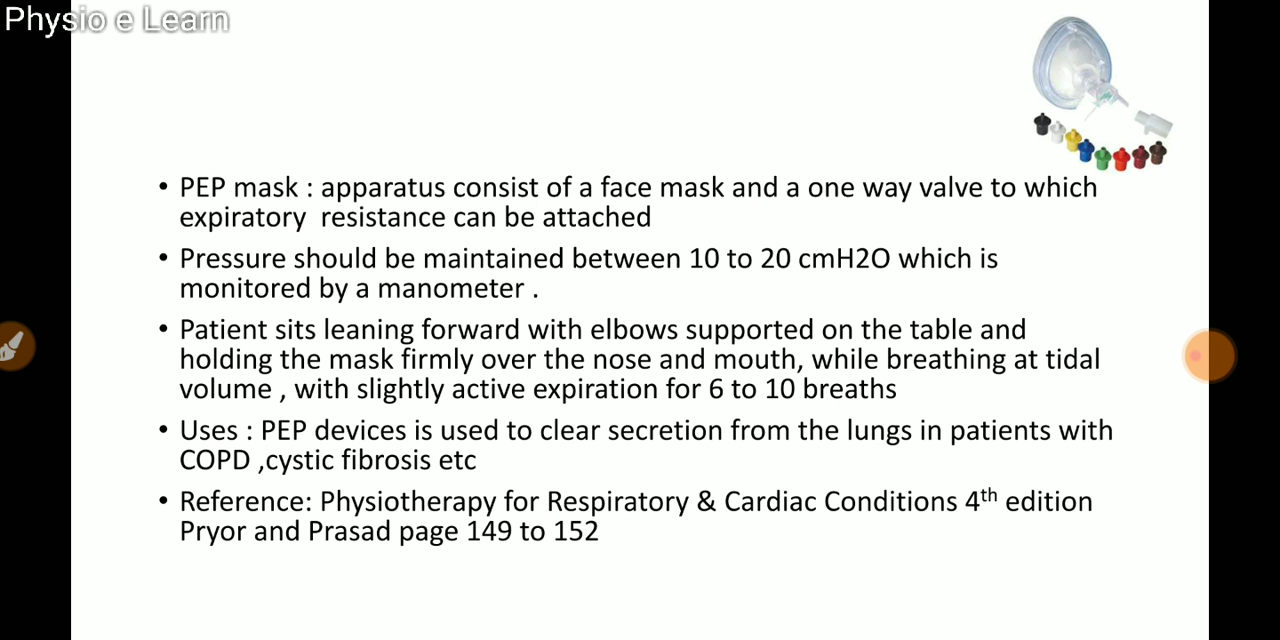 Physio e Learn
• PEP mask : apparatus consist of a face mask and a one way valve to which
expiratory  resistance can be attached
• Pressure should be maintained between 10 to 20 cmH2O which is
monitored by a manometer .
• Patient sits leaning forward with elbows supported on the table and
holding the mask firmly over the nose and mouth, while breathing at tidal
volume , with slightly active expiration for 6 to 10 breaths
• Uses : PEP devices is used to clear secretion from the lungs in patients with
COPD ,cystic fibrosis etc
• Reference: Physiotherapy for Respiratory & Cardiac Conditions 4th edition
Pryor and Prasad page 149 to 152